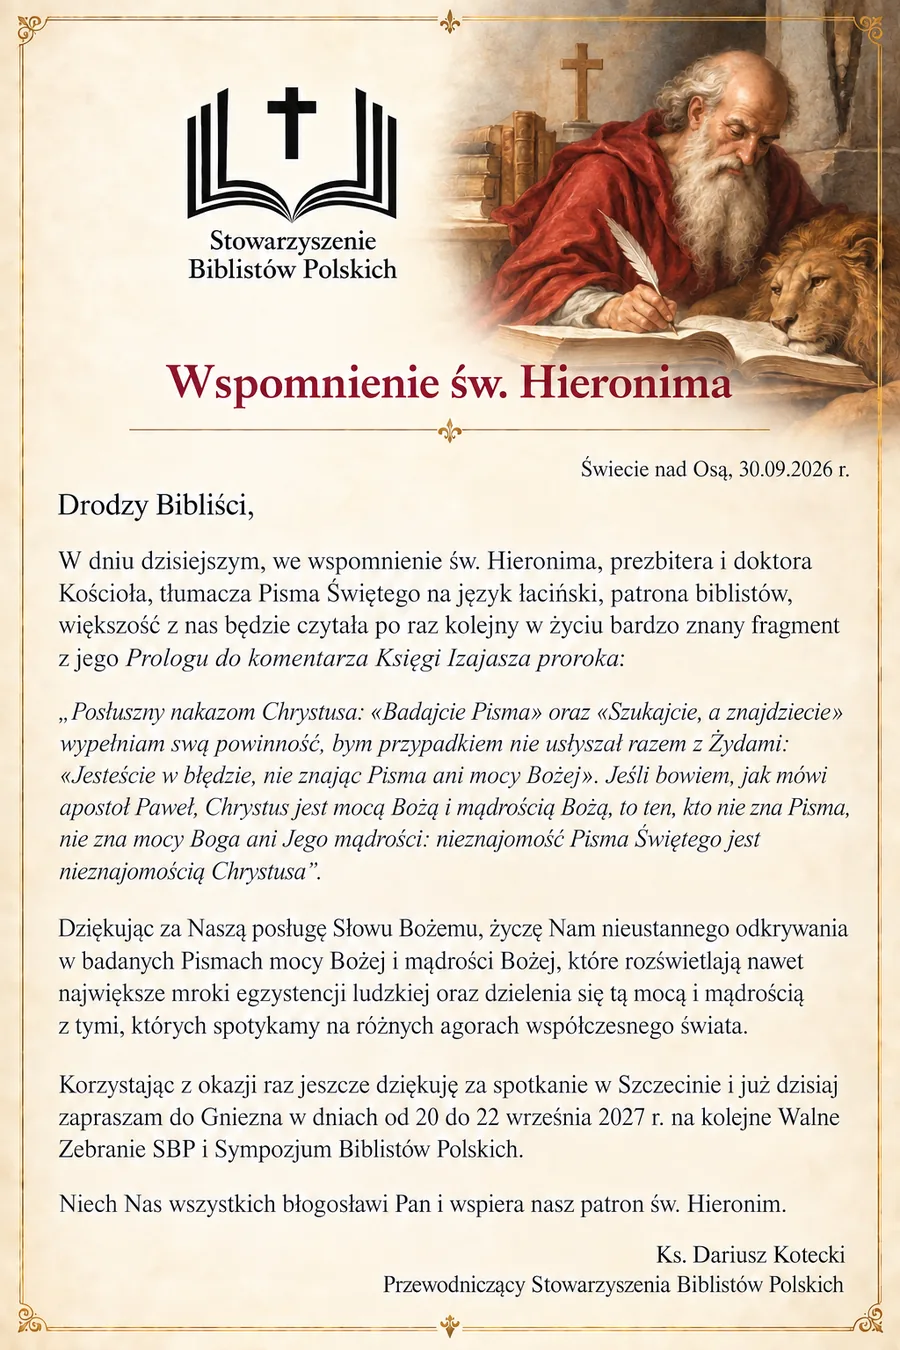 Stowarzyszenie
Biblistów Polskich
Wspomnienie św. Hieronima
Świecie nad Osą, 30.09.2026 r.
Drodzy Bibliści,
W dniu dzisiejszym, we wspomnienie św. Hieronima, prezbitera i doktora
Kościoła, tłumacza Pisma Świętego na język łaciński, patrona biblistów,
większość z nas będzie czytała po raz kolejny w życiu bardzo znany fragment
z jego Prologu do komentarza Księgi Izajasza proroka:
„Posłuszny nakazom Chrystusa: «Badajcie Pisma» oraz «Szukajcie, a znajdziecie»
wypełniam swą powinność, bym przypadkiem nie usłyszał razem z Żydami:
«Jesteście w błędzie, nie znając Pisma ani mocy Bożej». Jeśli bowiem, jak mówi
apostoł Paweł, Chrystus jest mocą Bożą i mądrością Bożą, to ten, kto nie zna Pisma,
nie zna mocy Boga ani Jego mądrości: nieznajomość Pisma Świętego jest
nieznajomością Chrystusa”.
Dziękując za Naszą posługę Słowu Bożemu, życzę Nam nieustannego odkrywania
w badanych Pismach mocy Bożej i mądrości Bożej, które rozświetlają nawet
największe mroki egzystencji ludzkiej oraz dzielenia się tą mocą i mądrością
z tymi, których spotykamy na różnych agorach współczesnego świata.
Korzystając z okazji raz jeszcze dziękuję za spotkanie w Szczecinie i już dzisiaj
zapraszam do Gniezna w dniach od 20 do 22 września 2027 r. na kolejne Walne
Zebranie SBP i Sympozjum Biblistów Polskich.
Niech Nas wszystkich błogosławi Pan i wspiera nasz patron św. Hieronim.
Ks. Dariusz Kotecki
Przewodniczący Stowarzyszenia Biblistów Polskich